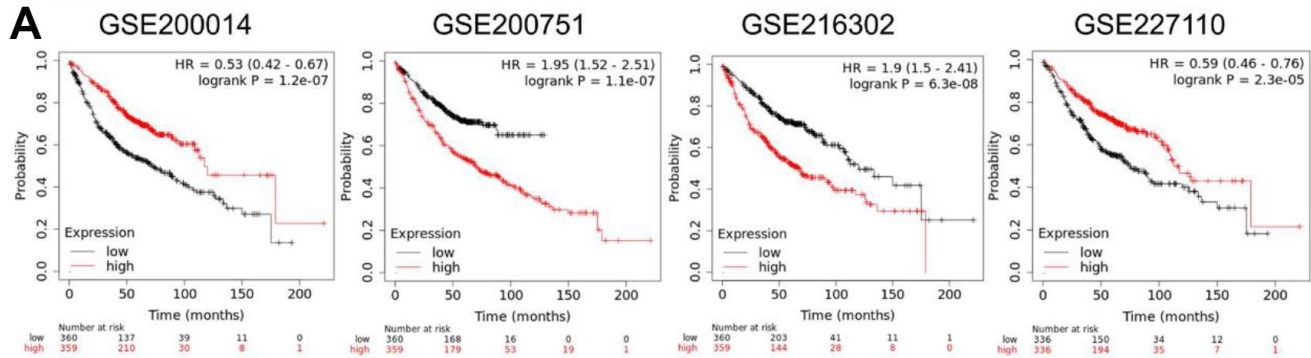 A
GSE200014
HR = 0.53 (0.42 - 0.67)
logrank P = 1.2e-07
Probability
1.0
0.8
0.6
0.4
0.2
0.0
Expression
low
high
0 50 100 150 200
Time (months)
Number at risk
low 360 137 39 11 0
high 359 210 30 8 1
GSE200751
HR = 1.95 (1.52 - 2.51)
logrank P = 1.1e-07
Probability
1.0
0.8
0.6
0.4
0.2
0.0
Expression
low
high
0 50 100 150 200
Time (months)
Number at risk
low 360 168 16 0 0
high 359 179 53 19 1
GSE216302
HR = 1.9 (1.5 - 2.41)
logrank P = 6.3e-08
Probability
1.0
0.8
0.6
0.4
0.2
0.0
Expression
low
high
0 50 100 150 200
Time (months)
Number at risk
low 360 203 41 11 1
high 359 144 28 8 0
GSE227110
HR = 0.59 (0.46 - 0.76)
logrank P = 2.3e-05
Probability
1.0
0.8
0.6
0.4
0.2
0.0
Expression
low
high
0 50 100 150 200
Time (months)
Number at risk
low 336 150 34 12 0
high 336 194 35 7 1